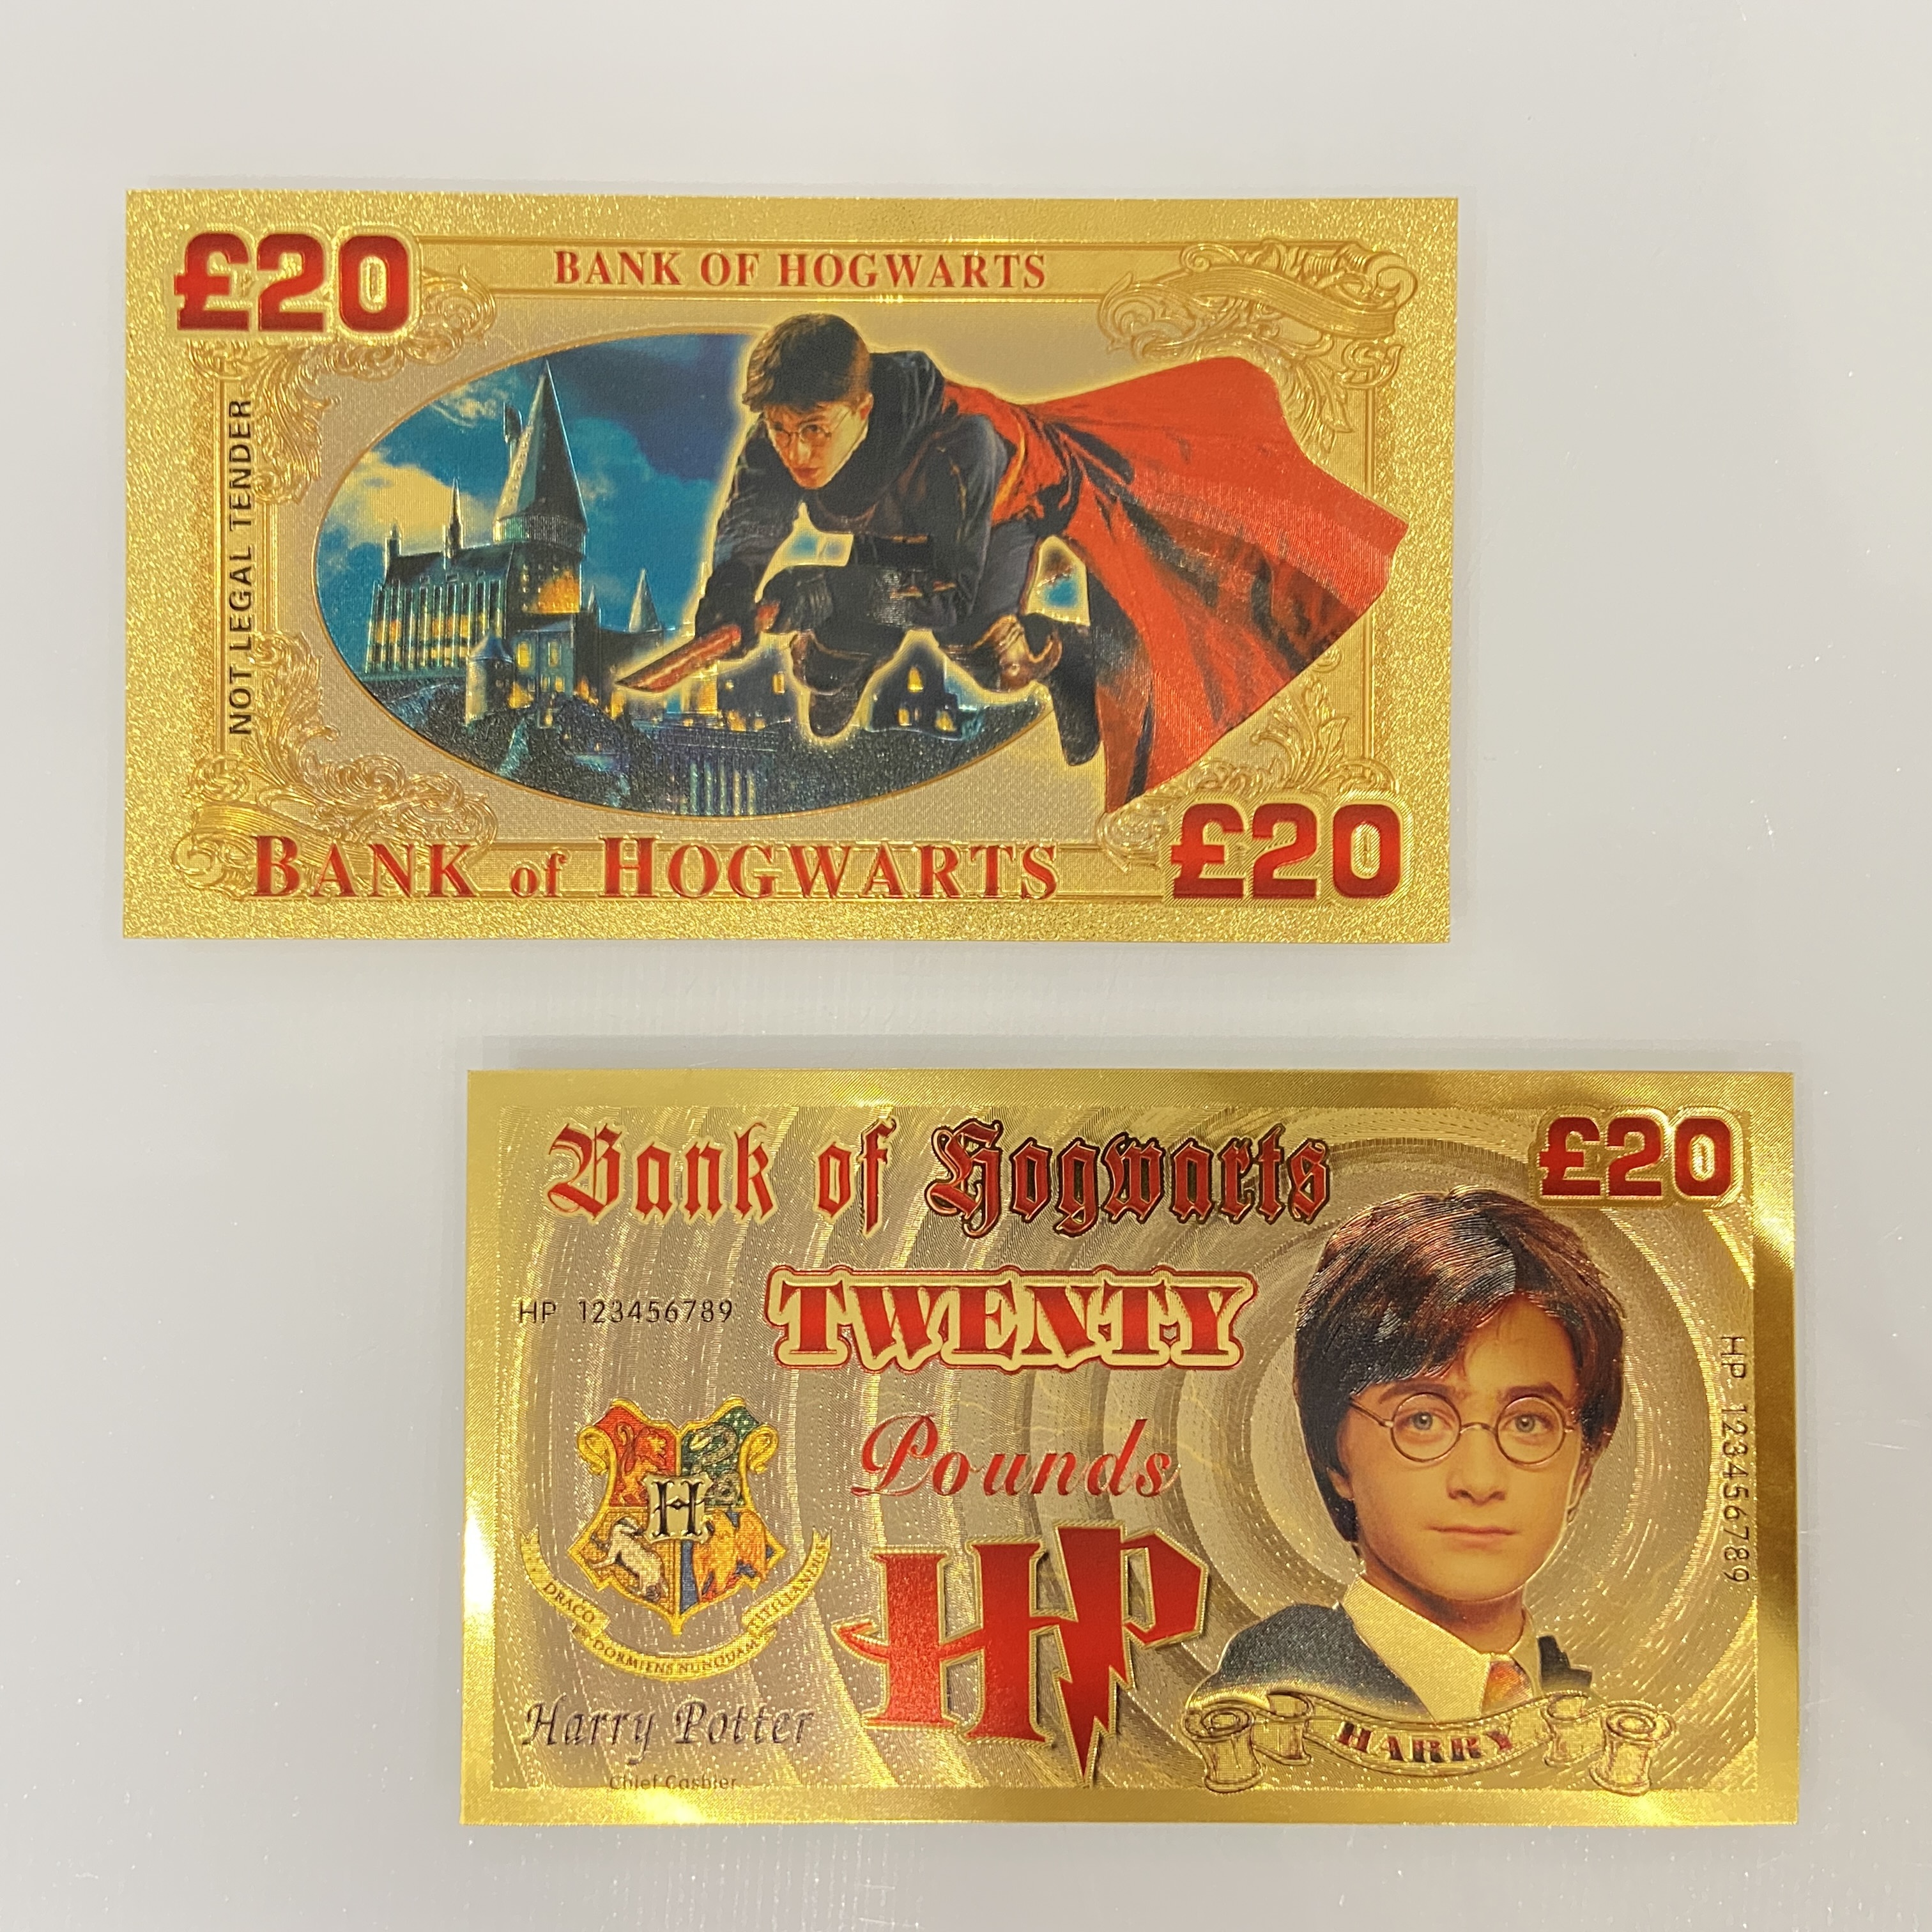 £20
BANK OF HOGWARTS
NOT LEGAL TENDER
BANK of HOGWARTS
£20
Bank of Hogwarts
£20
HP 123456789
TWENTY
HP 123456789
Pounds
H
HP
DRACO DORMIENS NUNQUAM TITILLANDUS
Harry Potter
HARRY
Chief Cashier